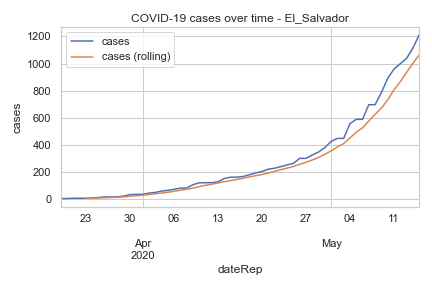 COVID-19 cases over time - El_Salvador
cases
cases (rolling)
1200
1000
800
600
400
200
0
cases
23
30
06
13
20
27
04
11
Apr
2020
May
dateRep